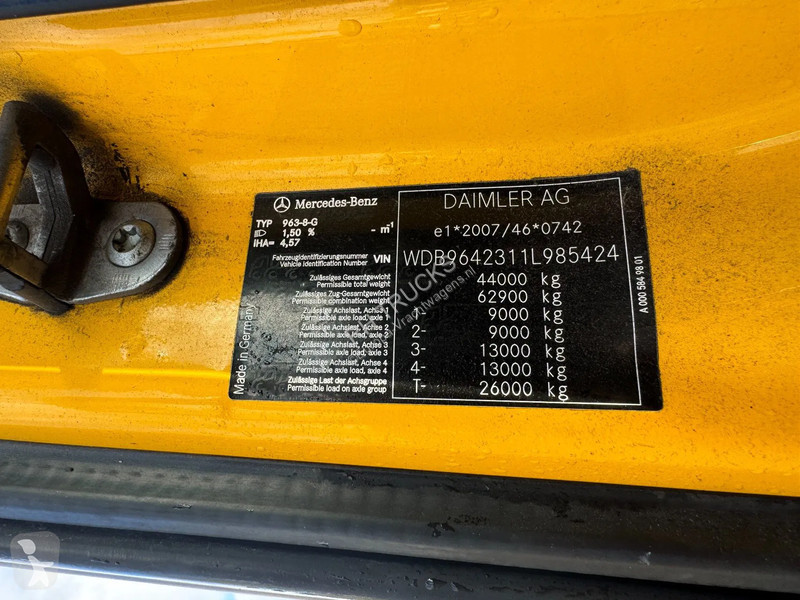 Mercedes-Benz
DAIMLER AG
TYP 963-8-G
1,50 % - m-1
IHA= 4,57
e1*2007/46*0742
Fahrzeugidentifizierungsnummer
Vehicle Identification Number VIN WDB9642311L985424
Zulässiges Gesamtgewicht
Permissible total weight 44000 kg
Zulässiges Zug-Gesamtgewicht
Permissible combination weight 62900 kg
Zulässige Achslast, Achse 1
Permissible axle load, axle 1 1- 9000 kg
Zulässige Achslast, Achse 2
Permissible axle load, axle 2 2- 9000 kg
Zulässige Achslast, Achse 3
Permissible axle load, axle 3 3- 13000 kg
Zulässige Achslast, Achse 4
Permissible axle load, axle 4 4- 13000 kg
Zulässige Last der Achsgruppe
Permissible load on axle group T- 26000 kg
Made in Germany
A 000 584 98 01
TRUCKS
Vrachtwagens.nl